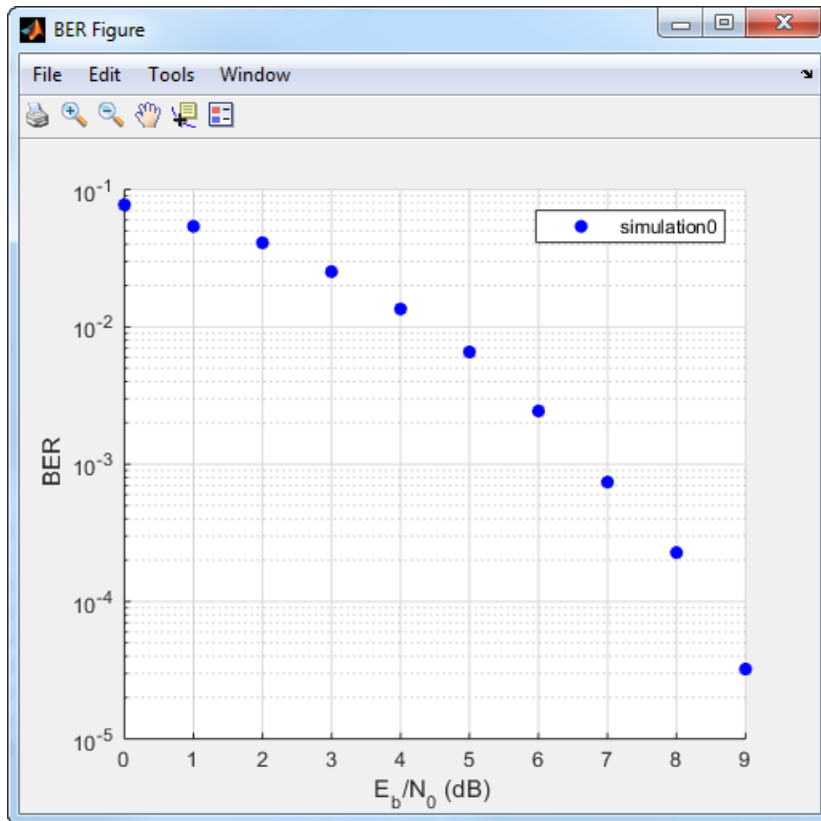 BER Figure
File Edit Tools Window
simulation0
BER
10^-1
10^-2
10^-3
10^-4
10^-5
0 1 2 3 4 5 6 7 8 9
E_b/N_0 (dB)